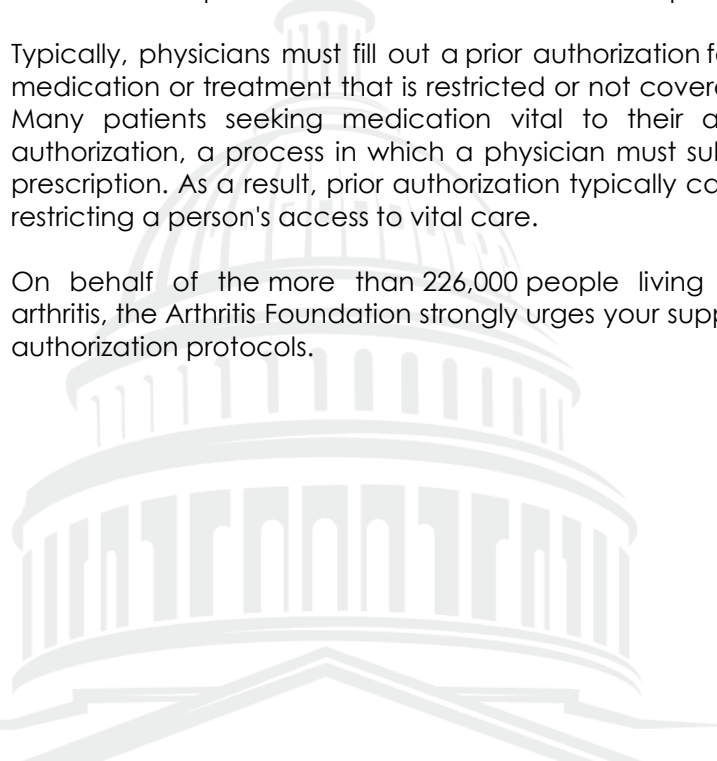 Typically, physicians must fill out a prior authorization
medication or treatment that is restricted or not
Many patients seeking medication vital to their
authorization, a process in which a physician must
prescription. As a result, prior authorization typically
restricting a person's access to vital care.
On behalf of the more than 226,000 people living
arthritis, the Arthritis Foundation strongly urges your
authorization protocols.